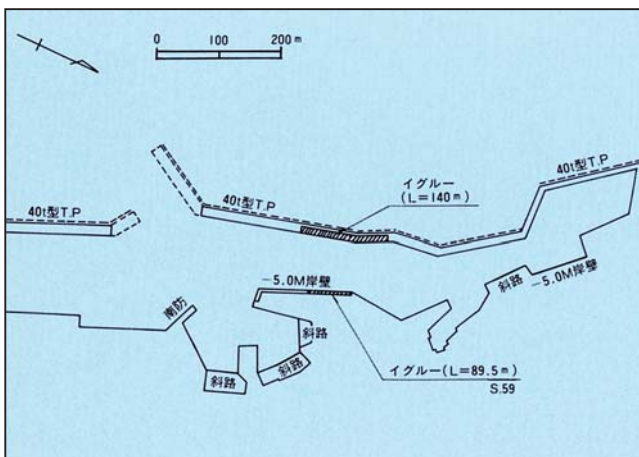 0 100 200 m
イグルー
(L=140m)
40t型T.P
40t型T.P
40t型T.P
-5.0M岸壁
斜路
-5.0M岸壁
南防
斜路
斜路
斜路
イグルー(L=89.5m)
S.59